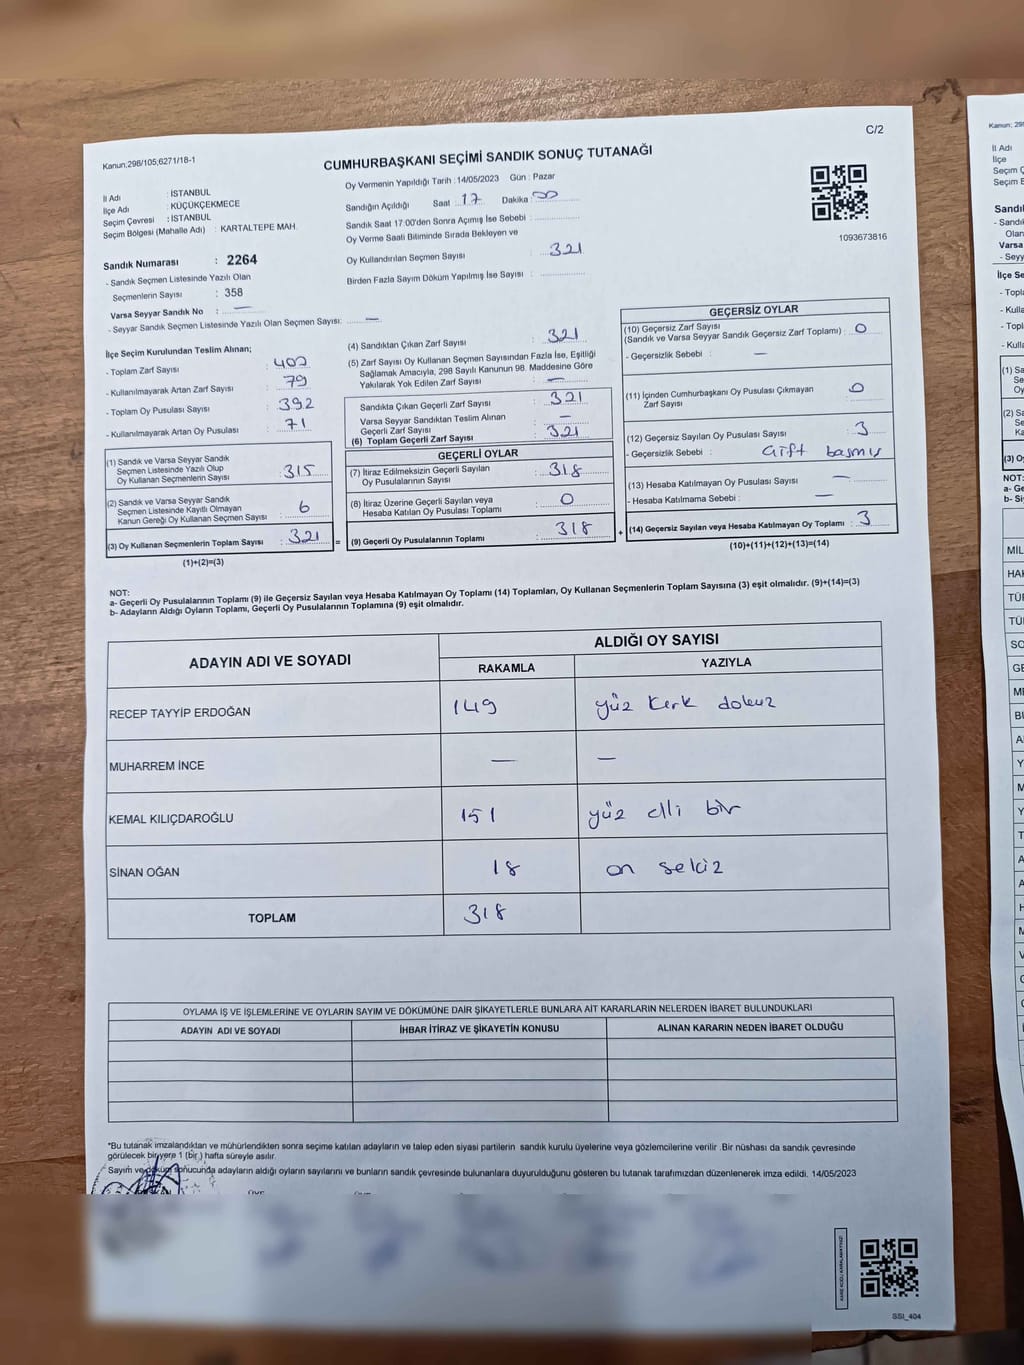 C/2
Kanun;298/105;6271/18-1
CUMHURBAŞKANI SEÇİMİ SANDIK SONUÇ TUTANAĞI
İl Adı : İSTANBUL
İlçe Adı : KÜÇÜKÇEKMECE
Seçim Çevresi : İSTANBUL
Seçim Bölgesi (Mahalle Adı) : KARTALTEPE MAH.
Sandık Numarası : 2264
- Sandık Seçmen Listesinde Yazılı Olan
Seçmenlerin Sayısı : 358
Varsa Seyyar Sandık No : —
- Seyyar Sandık Seçmen Listesinde Yazılı Olan Seçmen Sayısı: —
Oy Vermenin Yapıldığı Tarih :14/05/2023 Gün : Pazar
Sandığın Açıldığı Saat 17 Dakika : 00
Sandık Saat 17:00'den Sonra Açımış İse Sebebi :
Oy Verme Saati Bitiminde Sırada Bekleyen ve
Oy Kullandırılan Seçmen Sayısı : 321
Birden Fazla Sayım Döküm Yapılmış İse Sayısı :
1093673816
İlçe Seçim Kurulundan Teslim Alınan;
- Toplam Zarf Sayısı : 400
- Kullanılmayarak Artan Zarf Sayısı : 79
- Toplam Oy Pusulası Sayısı : 392
- Kullanılmayarak Artan Oy Pusulası : 71
(1) Sandık ve Varsa Seyyar Sandık
Seçmen Listesinde Yazılı Olup
Oy Kullanan Seçmenlerin Sayısı : 315
(2) Sandık ve Varsa Seyyar Sandık
Seçmen Listesinde Kayıtlı Olmayan
Kanun Gereği Oy Kullanan Seçmen Sayısı : 6
(3) Oy Kullanan Seçmenlerin Toplam Sayısı : 321 =
(1)+(2)=(3)
(4) Sandıktan Çıkan Zarf Sayısı : 321
(5) Zarf Sayısı Oy Kullanan Seçmen Sayısından Fazla İse, Eşitliği
Sağlamak Amacıyla, 298 Sayılı Kanunun 98. Maddesine Göre
Yakılarak Yok Edilen Zarf Sayısı : —
Sandıkta Çıkan Geçerli Zarf Sayısı : 321
Varsa Seyyar Sandıktan Teslim Alınan
Geçerli Zarf Sayısı : —
(6) Toplam Geçerli Zarf Sayısı : 321
GEÇERLİ OYLAR
(7) İtiraz Edilmeksizin Geçerli Sayılan
Oy Pusulasının Sayısı : 318
(8) İtiraz Üzerine Geçerli Sayılan veya
Hesaba Katılan Oy Pusulası Toplamı : 0
(9) Geçerli Oy Pusulalarının Toplamı : 318 +
GEÇERSİZ OYLAR
(10) Geçersiz Zarf Sayısı
(Sandık ve Varsa Seyyar Sandık Geçersiz Zarf Toplamı) : 0
- Geçersizlik Sebebi : —
(11) İçinden Cumhurbaşkanı Oy Pusulası Çıkmayan
Zarf Sayısı : 0
(12) Geçersiz Sayılan Oy Pusulası Sayısı : 3
- Geçersizlik Sebebi : Çift basmış
(13) Hesaba Katılmayan Oy Pusulası Sayısı : —
- Hesaba Katılmama Sebebi : —
(14) Geçersiz Sayılan veya Hesaba Katılmayan Oy Toplamı : 3
(10)+(11)+(12)+(13)=(14)
NOT:
a- Geçerli Oy Pusulalarının Toplamı (9) ile Geçersiz Sayılan veya Hesaba Katılmayan Oy Toplamı (14) Toplamları, Oy Kullanan Seçmenlerin Toplam Sayısına (3) eşit olmalıdır. (9)+(14)=(3)
b- Adayların Aldığı Oyların Toplamı, Geçerli Oy Pusulalarının Toplamına (9) eşit olmalıdır.
ADAYIN ADI VE SOYADI ALDIĞI OY SAYISI
RAKAMLA YAZIYLA
RECEP TAYYİP ERDOĞAN 149 yüz kırk dokuz
MUHARREM İNCE — —
KEMAL KILIÇDAROĞLU 151 yüz elli bir
SİNAN OĞAN 18 on sekiz
TOPLAM 318
OYLAMA İŞ VE İŞLEMLERİNE VE OYLARIN SAYIM VE DÖKÜMÜNE DAİR ŞİKAYETLERLE BUNLARA AİT KARARLARIN NELERDEN İBARET BULUNDUKLARI
ADAYIN ADI VE SOYADI İHBAR İTİRAZ VE ŞİKAYETİN KONUSU ALINAN KARARIN NEDEN İBARET OLDUĞU
*Bu tutanak imzalandıktan ve mühürlendikten sonra seçime katılan adayların ve talep eden siyasi partilerin sandık kurulu üyelerine veya gözlemcilerine verilir .Bir nüshası da sandık çevresinde
görülecek bir yere 1 (bir ) hafta süreyle asılır.
Sayım ve döküm sonucunda adayların aldığı oyların sayılarını ve bunların sandık çevresinde bulunanlara duyurulduğunu gösteren bu tutanak tarafımızdan düzenlenerek imza edildi. 14/05/2023
SSI_404
Kanun; 298
İl Adı
İlçe
Seçim Ç
Seçim B